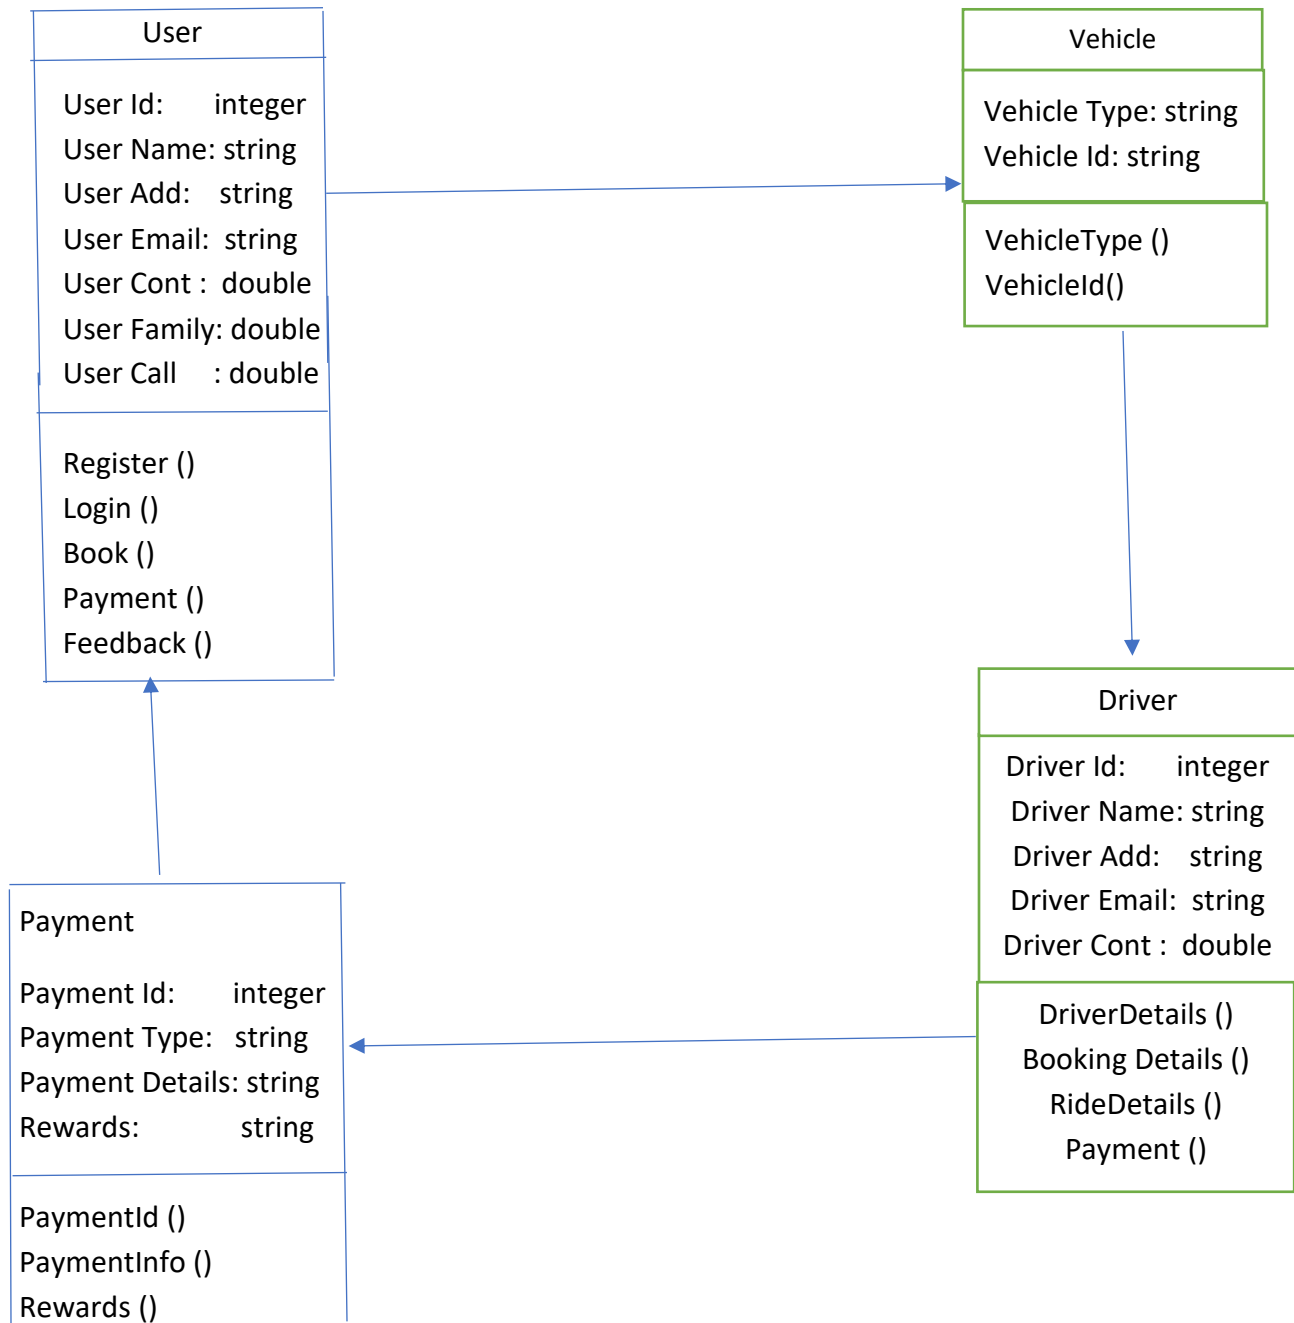 User
User Id: integer
User Name: string
User Add: string
User Email: string
User Cont : double
User Family: double
User Call : double
Register ()
Login ()
Book ()
Payment ()
Feedback ()
Vehicle
Vehicle Type: string
Vehicle Id: string
VehicleType ()
VehicleId()
Driver
Driver Id: integer
Driver Name: string
Driver Add: string
Driver Email: string
Driver Cont : double
DriverDetails ()
Booking Details ()
RideDetails ()
Payment ()
Payment
Payment Id: integer
Payment Type: string
Payment Details: string
Rewards: string
PaymentId ()
PaymentInfo ()
Rewards ()